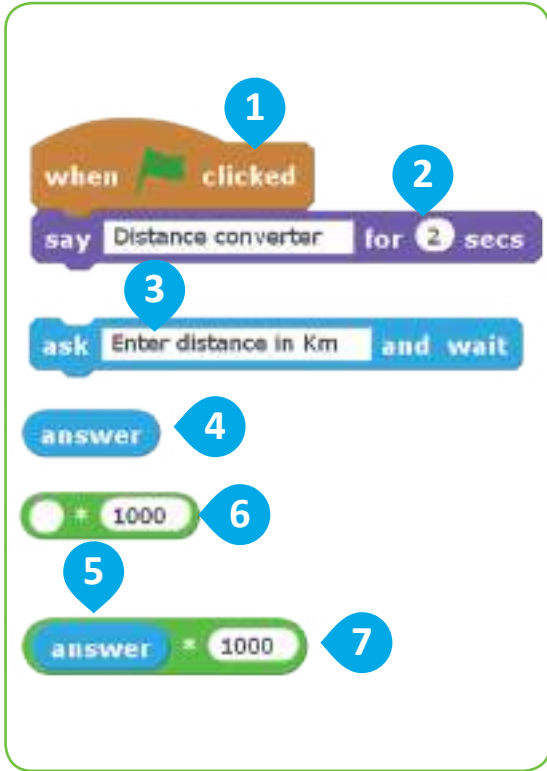 1
when clicked
2
say Distance converter for 2 secs
3
ask Enter distance in Km and wait
answer 4
* 1000 6
5
answer * 1000 7